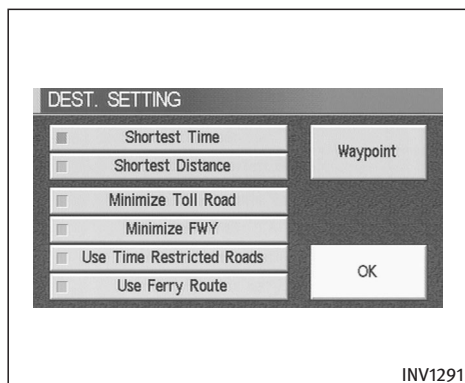 DEST. SETTING
Shortest Time
Shortest Distance
Waypoint
Minimize Toll Road
Minimize FWY
Use Time Restricted Roads
Use Ferry Route
OK
INV1291